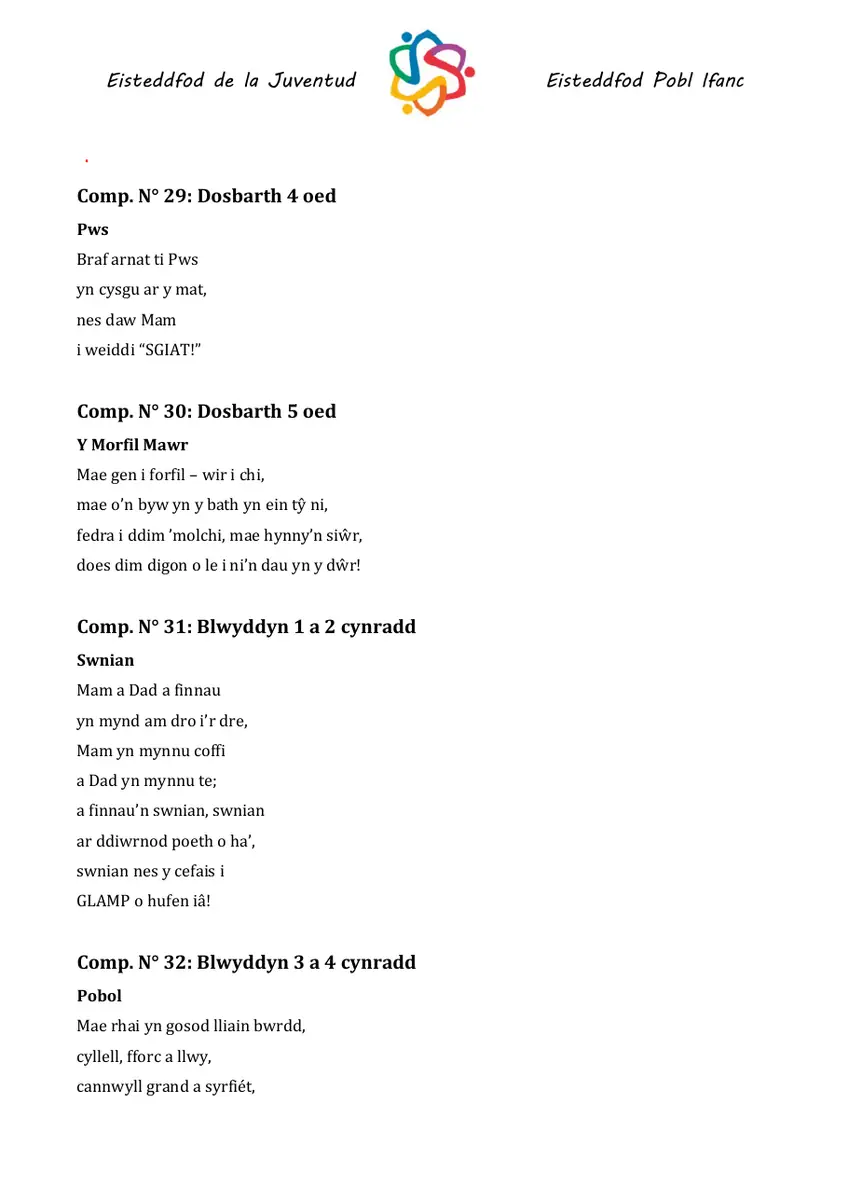 Eisteddfod de la Juventud
Eisteddfod Pobl Ifanc
Comp. N° 29: Dosbarth 4 oed
Pws
Braf arnat ti Pws
yn cysgu ar y mat,
nes daw Mam
i weiddi “SGIAT!”
Comp. N° 30: Dosbarth 5 oed
Y Morfil Mawr
Mae gen i forfil – wir i chi,
mae o’n byw yn y bath yn ein tŷ ni,
fedra i ddim ’molchi, mae hynny’n siŵr,
does dim digon o le i ni’n dau yn y dŵr!
Comp. N° 31: Blwyddyn 1 a 2 cynradd
Swnian
Mam a Dad a finnau
yn mynd am dro i’r dre,
Mam yn mynnu coffi
a Dad yn mynnu te;
a finnau’n swnian, swnian
ar ddiwrnod poeth o ha’,
swnian nes y cefais i
GLAMP o hufen iâ!
Comp. N° 32: Blwyddyn 3 a 4 cynradd
Pobol
Mae rhai yn gosod lliain bwrdd,
cyllell, fforc a llwy,
cannwyll grand a syrfiét,